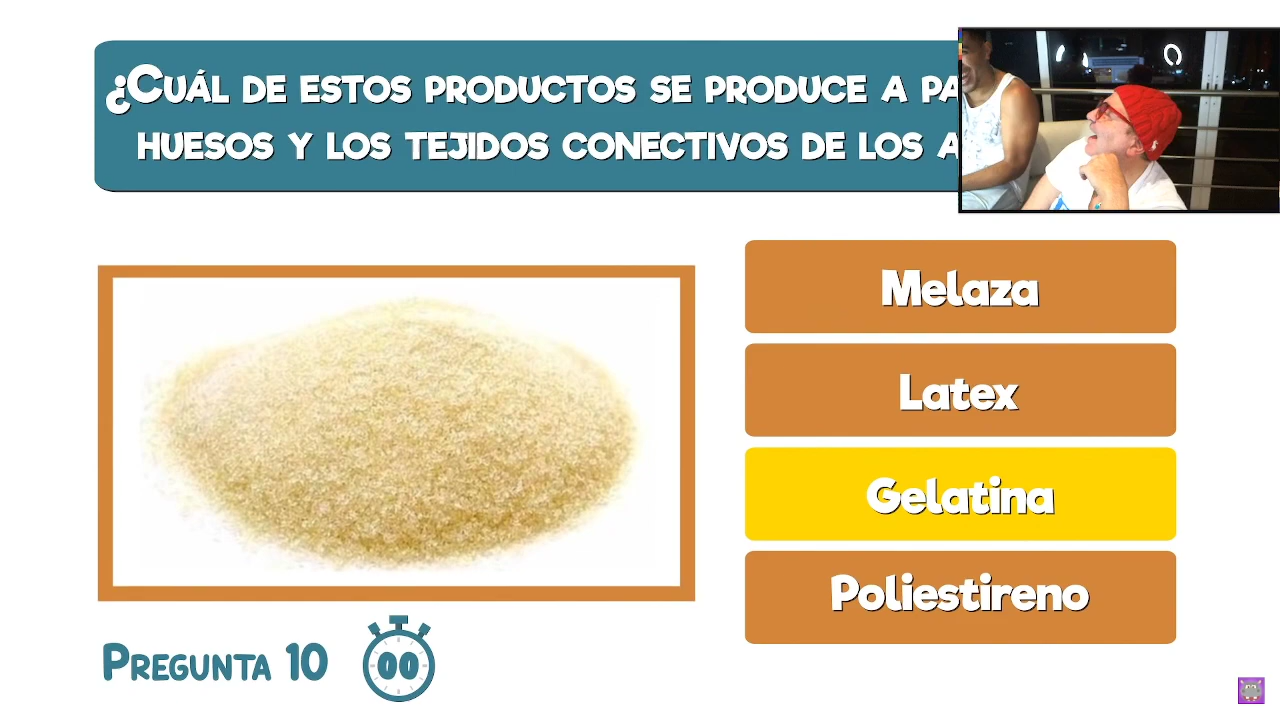 ¿Cuál de estos productos se produce a pa
huesos y los tejidos conectivos de los a
Melaza
Latex
Gelatina
Poliestireno
Pregunta 10
00